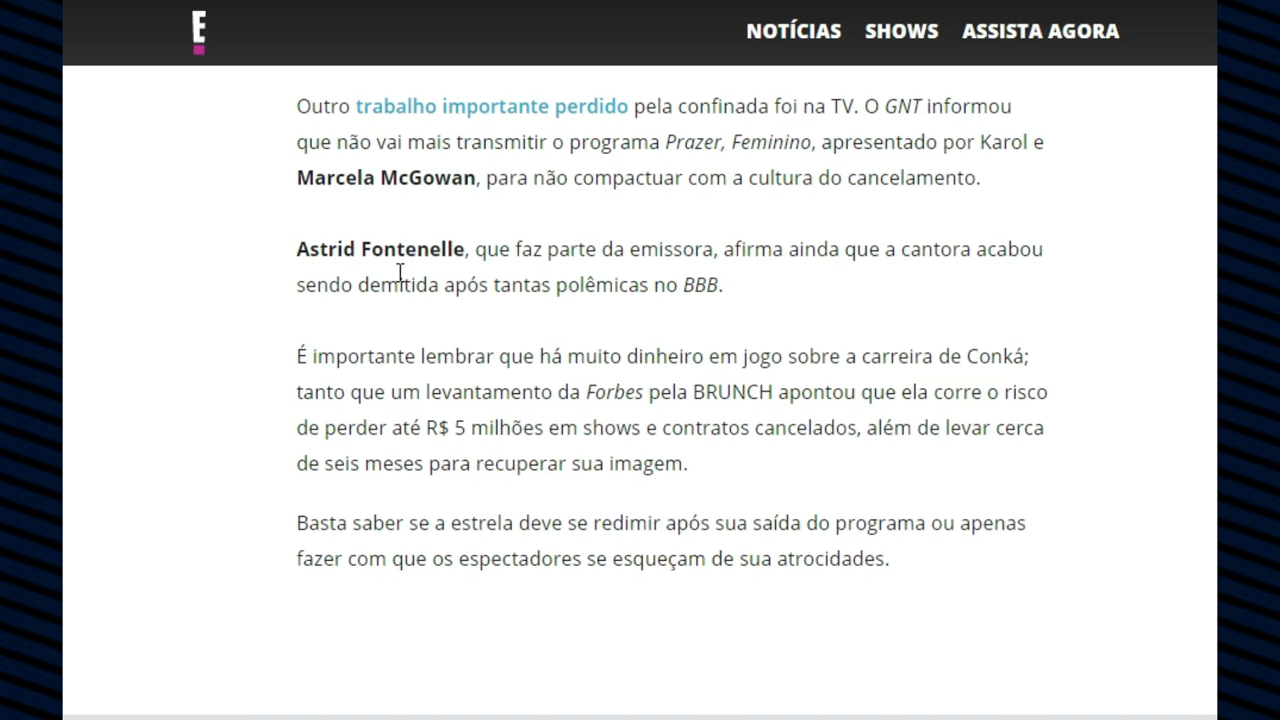 E
NOTÍCIAS SHOWS ASSISTA AGORA
Outro trabalho importante perdido pela confinada foi na TV. O GNT informou
que não vai mais transmitir o programa Prazer, Feminino, apresentado por Karol e
Marcela McGowan, para não compactuar com a cultura do cancelamento.
Astrid Fontenelle, que faz parte da emissora, afirma ainda que a cantora acabou
sendo demitida após tantas polêmicas no BBB.
É importante lembrar que há muito dinheiro em jogo sobre a carreira de Conká;
tanto que um levantamento da Forbes pela BRUNCH apontou que ela corre o risco
de perder até R$ 5 milhões em shows e contratos cancelados, além de levar cerca
de seis meses para recuperar sua imagem.
Basta saber se a estrela deve se redimir após sua saída do programa ou apenas
fazer com que os espectadores se esqueçam de sua atrocidades.